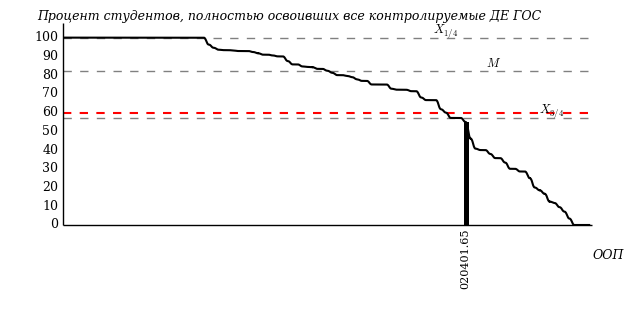 Процент студентов, полностью освоивших все контролируемые ДЕ ГОС
X1/4
100
90
M
80
70
X3/4
60
50
40
30
20
10
0
020401.65
ООП